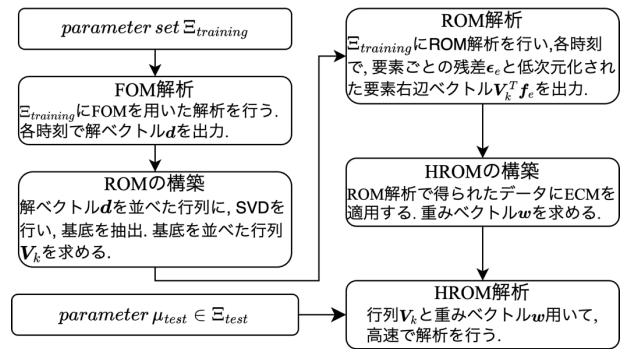 parameter set Ξ_training
FOM解析
Ξ_trainingにFOMを用いた解析を行う.
各時刻で解ベクトルdを出力.
ROMの構築
解ベクトルdを並べた行列に, SVDを
行い, 基底を抽出. 基底を並べた行列
V_kを求める.
ROM解析
Ξ_trainingにROM解析を行い,各時刻
で, 要素ごとの残差ϵ_eと低次元化され
た要素右辺ベクトルV_k^T f_eを出力.
HROMの構築
ROM解析で得られたデータにECMを
適用する. 重みベクトルwを求める.
parameter μ_test ∈ Ξ_test
HROM解析
行列V_kと重みベクトルw用いて,
高速で解析を行う.